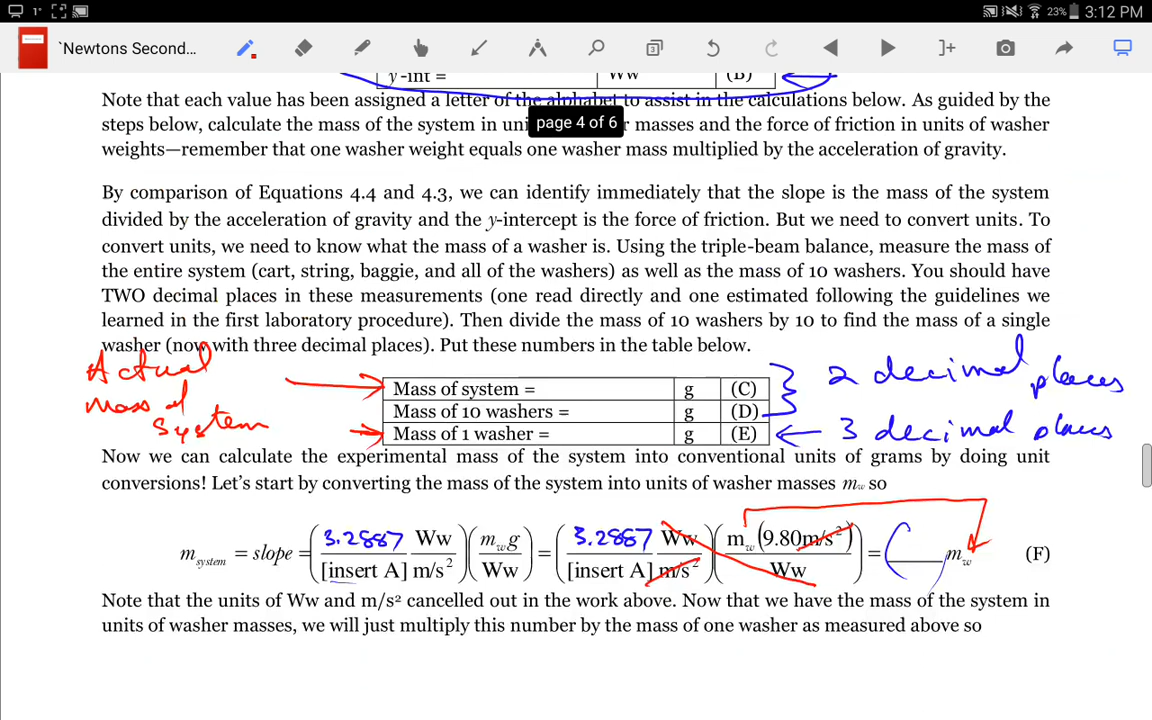 1° 23% 3:12 PM
`Newtons Second...
3
y-int = Ww (B)
Note that each value has been assigned a letter of the alphabet to assist in the calculations below. As guided by the
steps below, calculate the mass of the system in uni page 4 of 6 r masses and the force of friction in units of washer
weights—remember that one washer weight equals one washer mass multiplied by the acceleration of gravity.
By comparison of Equations 4.4 and 4.3, we can identify immediately that the slope is the mass of the system
divided by the acceleration of gravity and the y-intercept is the force of friction. But we need to convert units. To
convert units, we need to know what the mass of a washer is. Using the triple-beam balance, measure the mass of
the entire system (cart, string, baggie, and all of the washers) as well as the mass of 10 washers. You should have
TWO decimal places in these measurements (one read directly and one estimated following the guidelines we
learned in the first laboratory procedure). Then divide the mass of 10 washers by 10 to find the mass of a single
washer (now with three decimal places). Put these numbers in the table below.
Actual
Mass of
System
Mass of system = g (C)
Mass of 10 washers = g (D)
Mass of 1 washer = g (E)
2 decimal
places
3 decimal places
Now we can calculate the experimental mass of the system into conventional units of grams by doing unit
conversions! Let's start by converting the mass of the system into units of washer masses mw so
msystem = slope = (3.2887 [insert A] Ww / m/s²)(mwg / Ww) = (3.2887 [insert A] Ww / m/s²)(mw(9.80m/s²) / Ww) = ______mw (F)
Note that the units of Ww and m/s² cancelled out in the work above. Now that we have the mass of the system in
units of washer masses, we will just multiply this number by the mass of one washer as measured above so